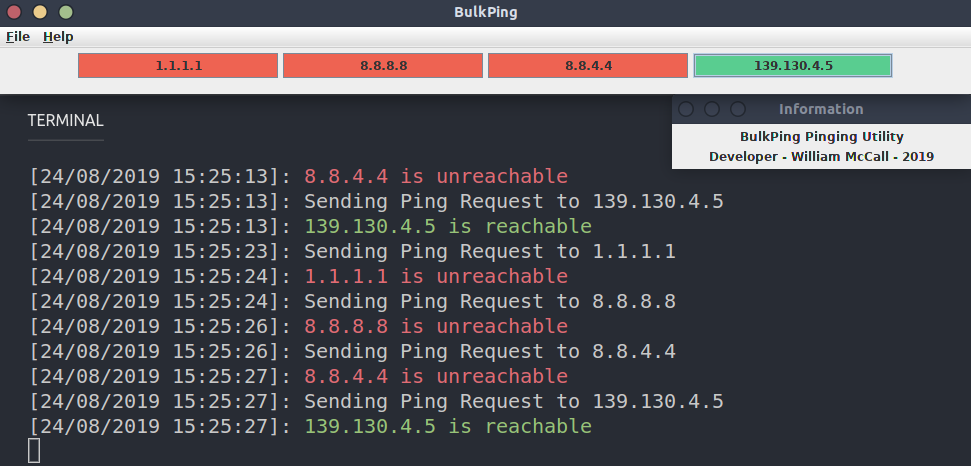 BulkPing
File Help
1.1.1.1 8.8.8.8 8.8.4.4 139.130.4.5
TERMINAL
Information
BulkPing Pinging Utility
Developer - William McCall - 2019
[24/08/2019 15:25:13]: 8.8.4.4 is unreachable
[24/08/2019 15:25:13]: Sending Ping Request to 139.130.4.5
[24/08/2019 15:25:13]: 139.130.4.5 is reachable
[24/08/2019 15:25:23]: Sending Ping Request to 1.1.1.1
[24/08/2019 15:25:24]: 1.1.1.1 is unreachable
[24/08/2019 15:25:24]: Sending Ping Request to 8.8.8.8
[24/08/2019 15:25:26]: 8.8.8.8 is unreachable
[24/08/2019 15:25:26]: Sending Ping Request to 8.8.4.4
[24/08/2019 15:25:27]: 8.8.4.4 is unreachable
[24/08/2019 15:25:27]: Sending Ping Request to 139.130.4.5
[24/08/2019 15:25:27]: 139.130.4.5 is reachable